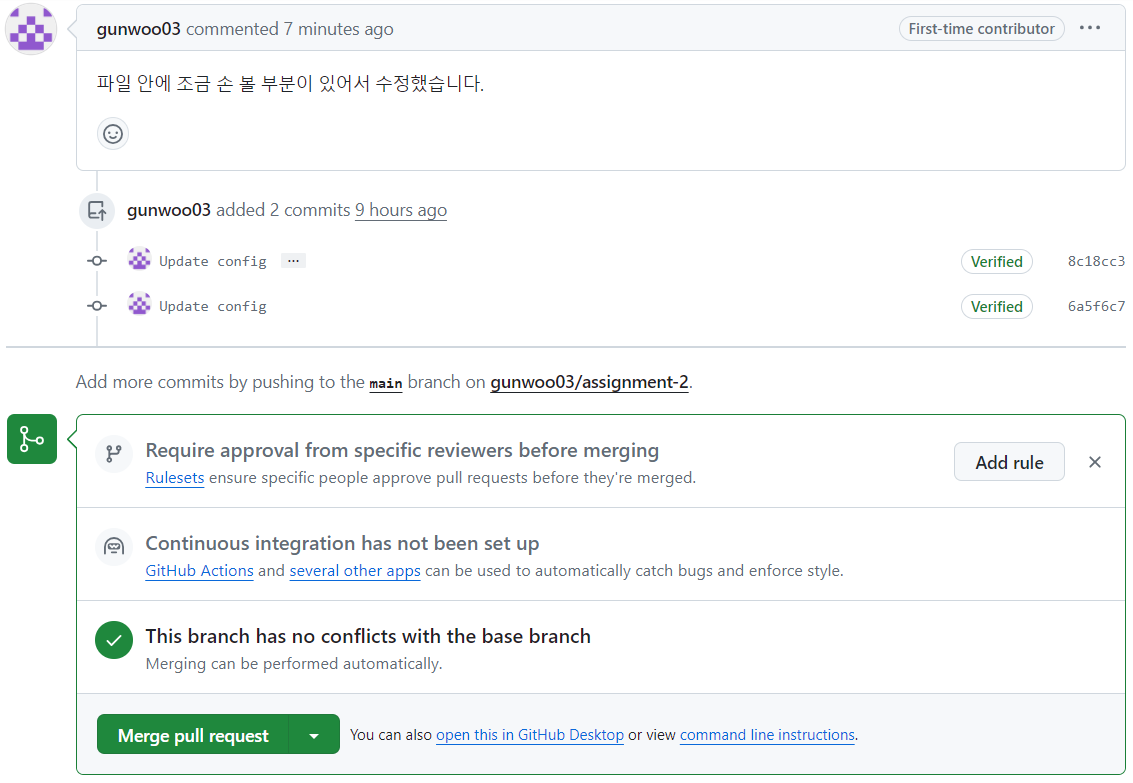 gunwoo03 commented 7 minutes ago First-time contributor ···
파일 안에 조금 손 볼 부분이 있어서 수정했습니다.
gunwoo03 added 2 commits 9 hours ago
Update config ··· Verified 8c18cc3
Update config Verified 6a5f6c7
Add more commits by pushing to the main branch on gunwoo03/assignment-2.
Require approval from specific reviewers before merging
Rulesets ensure specific people approve pull requests before they're merged.
Add rule
Continuous integration has not been set up
GitHub Actions and several other apps can be used to automatically catch bugs and enforce style.
This branch has no conflicts with the base branch
Merging can be performed automatically.
Merge pull request You can also open this in GitHub Desktop or view command line instructions.